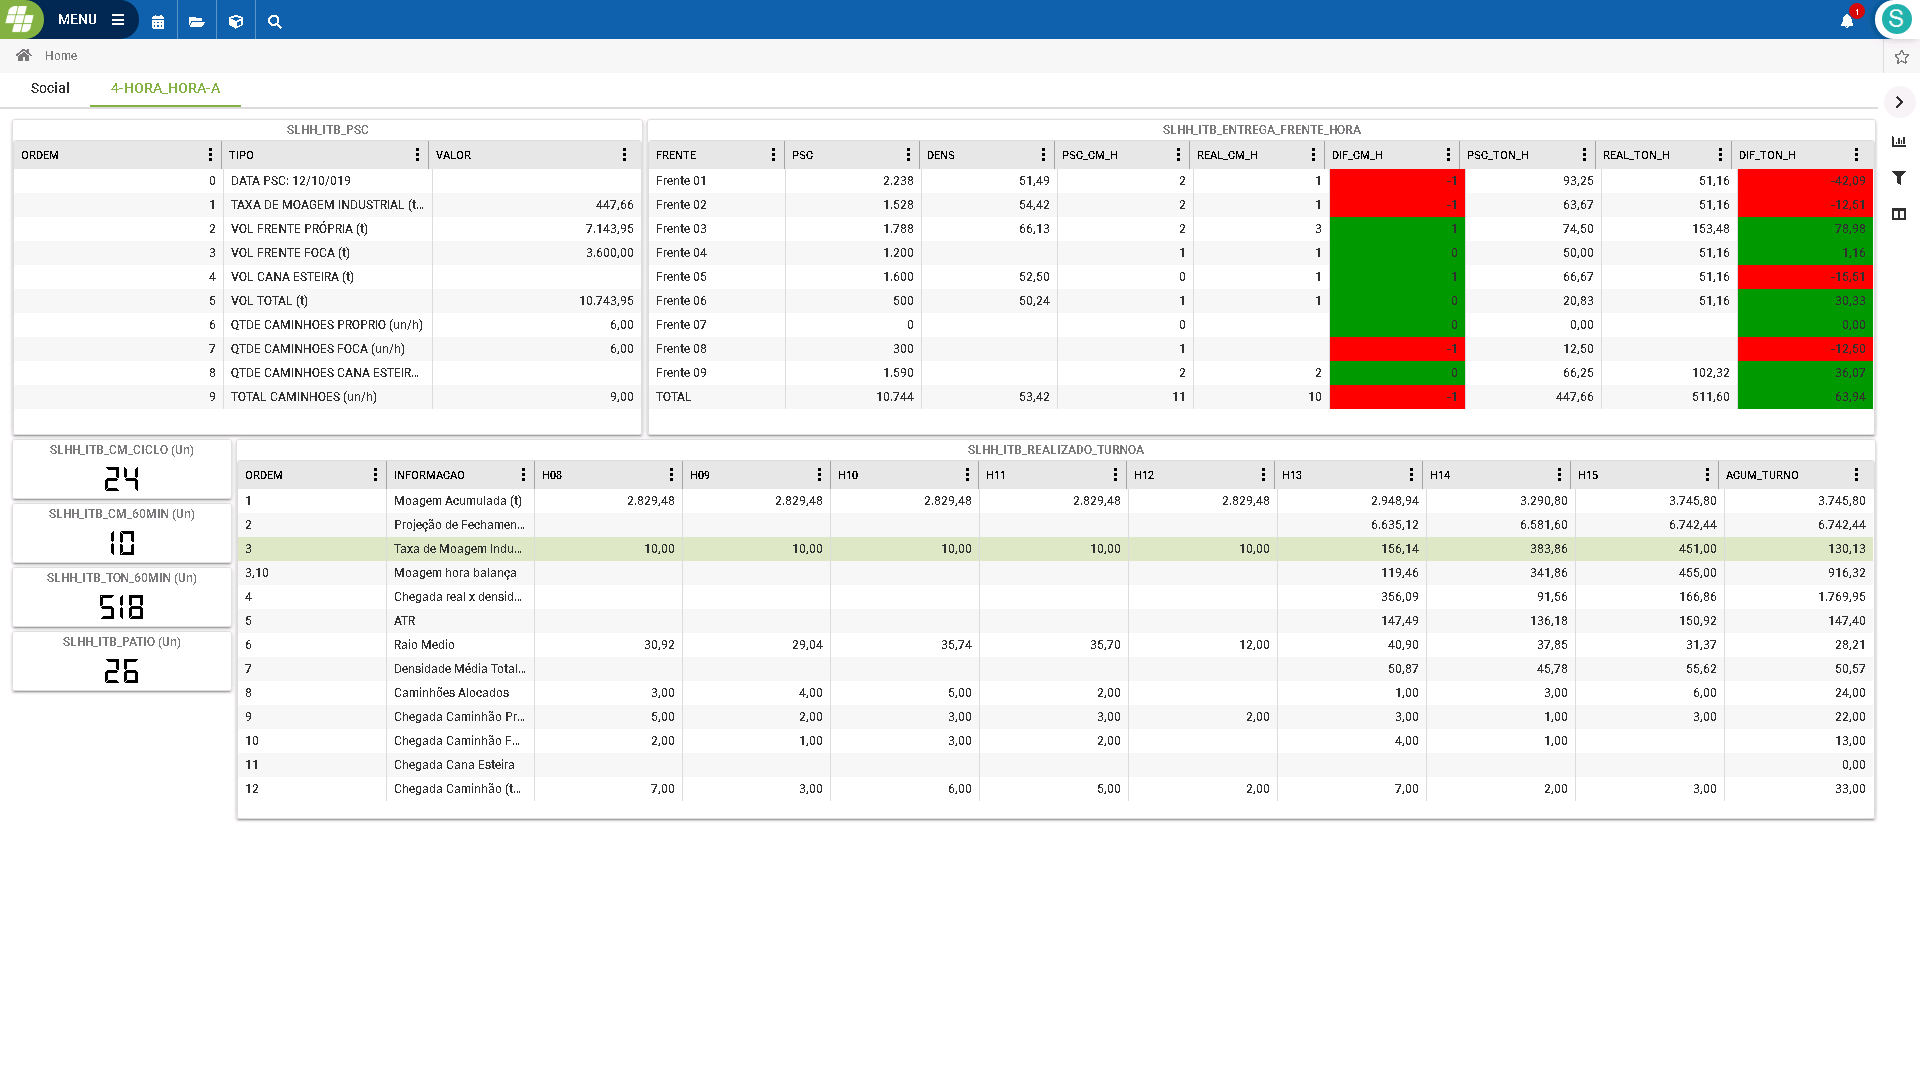 MENU
1
S
Home
Social
4-HORA_HORA-A
SLHH_ITB_PSC
ORDEM TIPO VALOR
0 DATA PSC: 12/10/019
1 TAXA DE MOAGEM INDUSTRIAL (t... 447,66
2 VOL FRENTE PRÓPRIA (t) 7.143,95
3 VOL FRENTE FOCA (t) 3.600,00
4 VOL CANA ESTEIRA (t)
5 VOL TOTAL (t) 10.743,95
6 QTDE CAMINHOES PROPRIO (un/h) 6,00
7 QTDE CAMINHOES FOCA (un/h) 6,00
8 QTDE CAMINHOES CANA ESTEIR...
9 TOTAL CAMINHOES (un/h) 9,00
SLHH_ITB_ENTREGA_FRENTE_HORA
FRENTE PSC DENS PSC_CM_H REAL_CM_H DIF_CM_H PSC_TON_H REAL_TON_H DIF_TON_H
Frente 01 2.238 51,49 2 1 -1 93,25 51,16 -42,09
Frente 02 1.528 54,42 2 1 -1 63,67 51,16 -12,51
Frente 03 1.788 66,13 2 3 1 74,50 153,48 78,98
Frente 04 1.200 1 1 0 50,00 51,16 1,16
Frente 05 1.600 52,50 0 1 1 66,67 51,16 -15,51
Frente 06 500 50,24 1 1 0 20,83 51,16 30,33
Frente 07 0 0 0 0,00 0,00
Frente 08 300 1 -1 12,50 -12,50
Frente 09 1.590 2 2 0 66,25 102,32 36,07
TOTAL 10.744 53,42 11 10 -1 447,66 511,60 63,94
SLHH_ITB_CM_CICLO (Un)
24
SLHH_ITB_CM_60MIN (Un)
10
SLHH_ITB_TON_60MIN (Un)
518
SLHH_ITB_PATIO (Un)
26
SLHH_ITB_REALIZADO_TURNOA
ORDEM INFORMACAO H08 H09 H10 H11 H12 H13 H14 H15 ACUM_TURNO
1 Moagem Acumulada (t) 2.829,48 2.829,48 2.829,48 2.829,48 2.829,48 2.948,94 3.290,80 3.745,80 3.745,80
2 Projeção de Fechamen... 6.635,12 6.581,60 6.742,44 6.742,44
3 Taxa de Moagem Indu... 10,00 10,00 10,00 10,00 10,00 156,14 383,86 451,00 130,13
3,10 Moagem hora balança 119,46 341,86 455,00 916,32
4 Chegada real x densid... 356,09 91,56 166,86 1.769,95
5 ATR 147,49 136,18 150,92 147,40
6 Raio Medio 30,92 29,04 35,74 35,70 12,00 40,90 37,85 31,37 28,21
7 Densidade Média Total... 50,87 45,78 55,62 50,57
8 Caminhões Alocados 3,00 4,00 5,00 2,00 1,00 3,00 6,00 24,00
9 Chegada Caminhão Pr... 5,00 2,00 3,00 3,00 2,00 3,00 1,00 3,00 22,00
10 Chegada Caminhão F... 2,00 1,00 3,00 2,00 4,00 1,00 13,00
11 Chegada Cana Esteira 0,00
12 Chegada Caminhão (t... 7,00 3,00 6,00 5,00 2,00 7,00 2,00 3,00 33,00